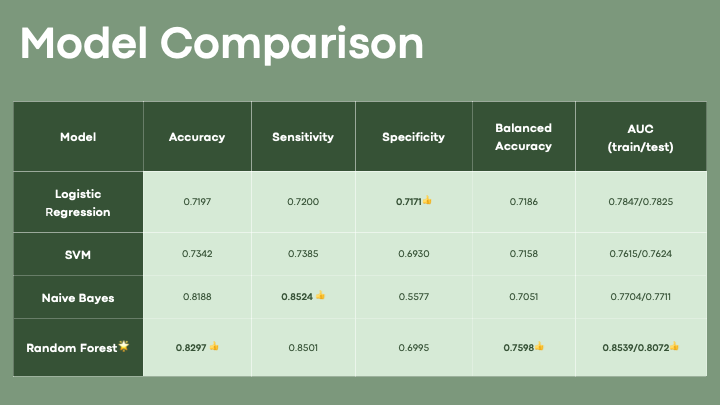 Model Comparison
Model
Accuracy
Sensitivity
Specificity
Balanced
Accuracy
AUC
(train/test)
Logistic
Regression
0.7197
0.7200
0.7171👍
0.7186
0.7847/0.7825
SVM
0.7342
0.7385
0.6930
0.7158
0.7615/0.7624
Naive Bayes
0.8188
0.8524 👍
0.5577
0.7051
0.7704/0.7711
Random Forest🌟
0.8297 👍
0.8501
0.6995
0.7598👍
0.8539/0.8072👍